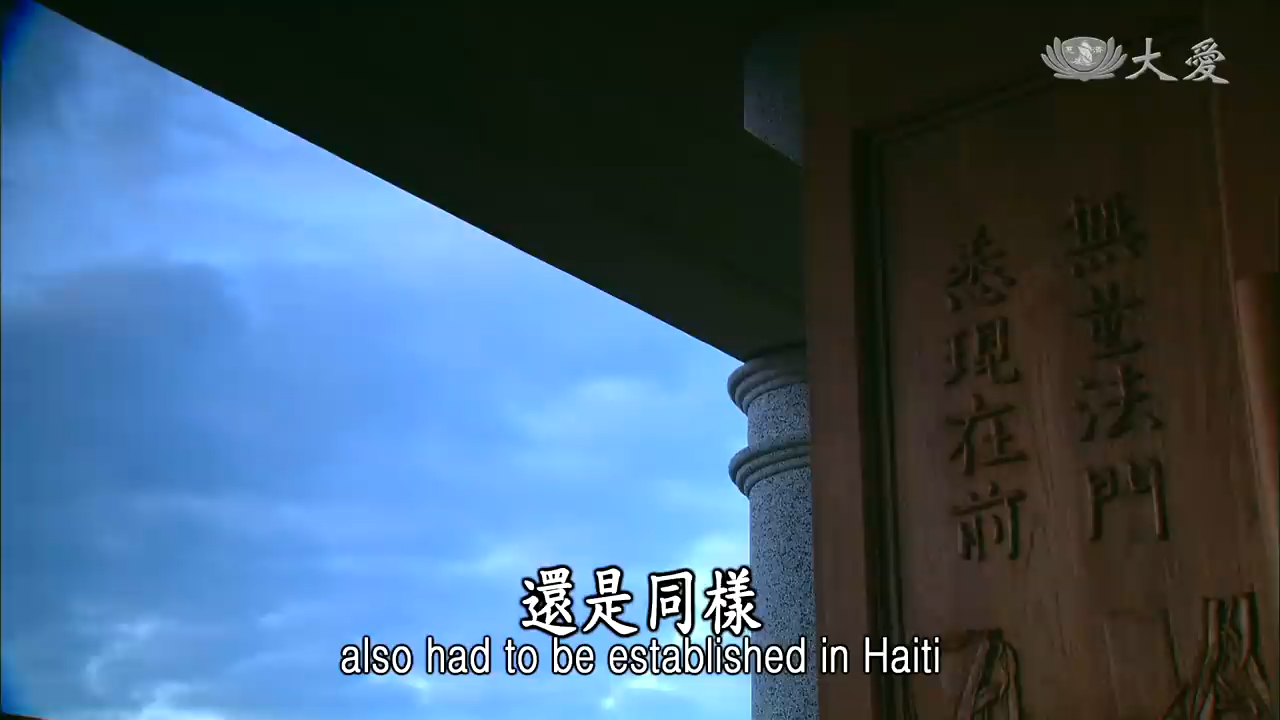 大愛
無量法門
悉現在前
還是同樣
also had to be established in Haiti